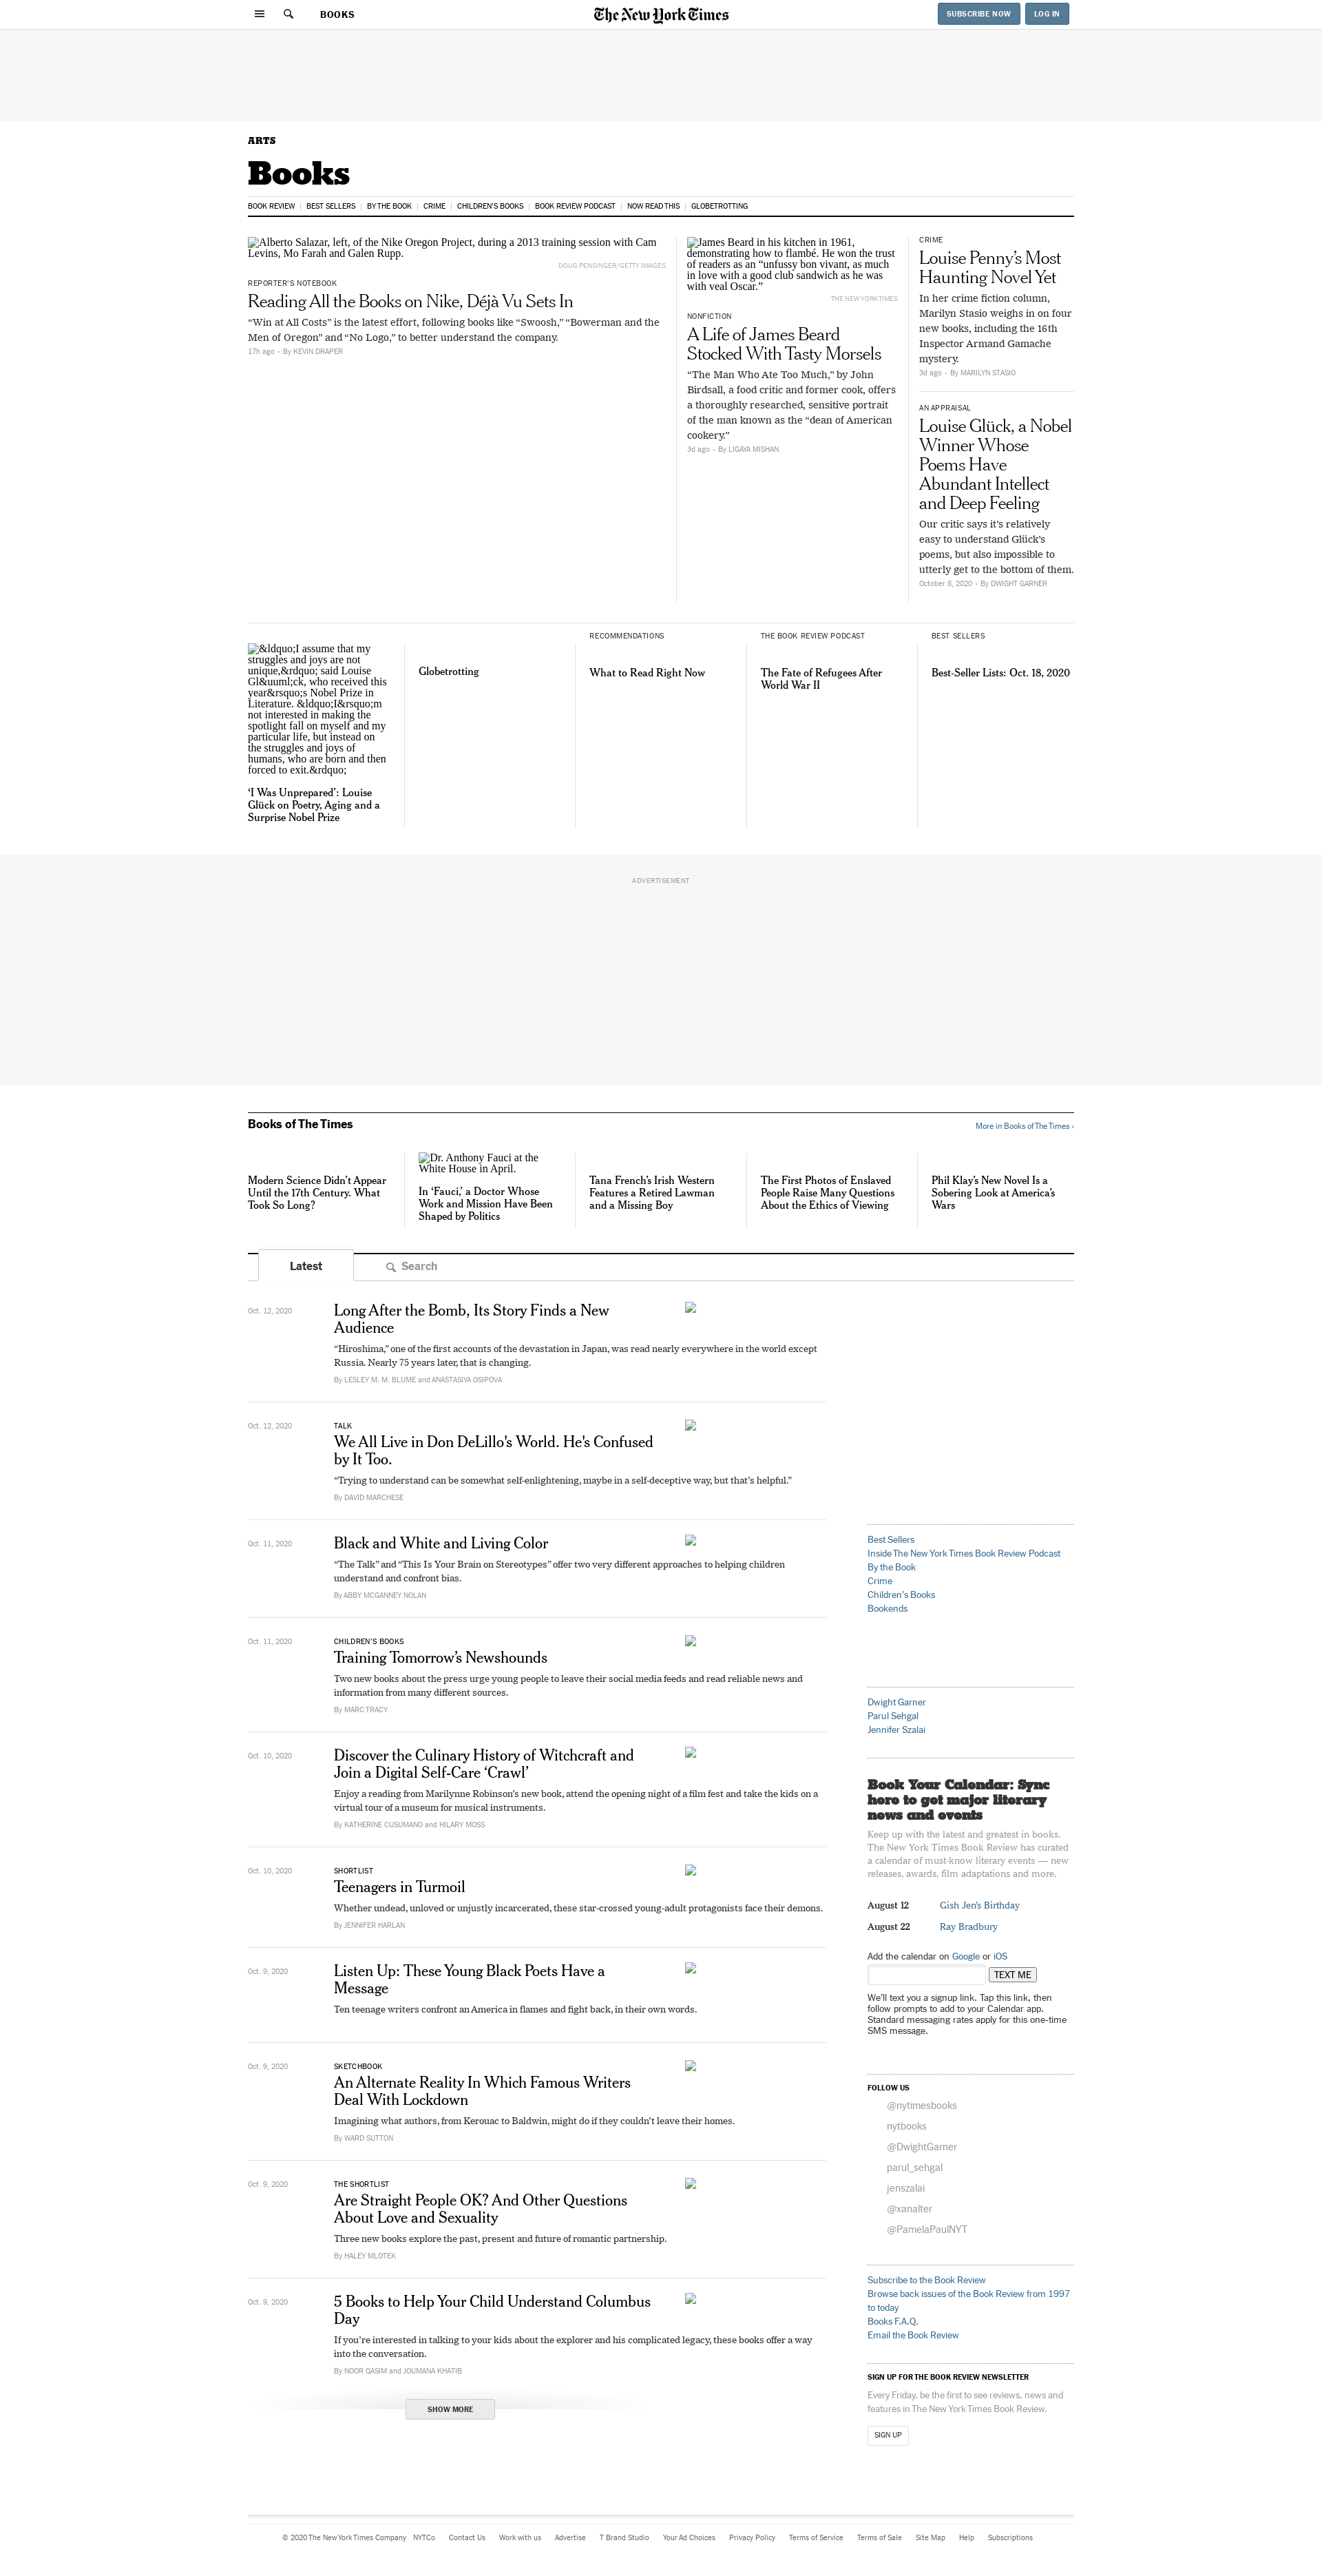 BOOKS
The New York Times
SUBSCRIBE NOW
LOG IN
ARTS
Books
BOOK REVIEW | BEST SELLERS | BY THE BOOK | CRIME | CHILDREN'S BOOKS | BOOK REVIEW PODCAST | NOW READ THIS | GLOBETROTTING
Alberto Salazar, left, of the Nike Oregon Project, during a 2013 training session with Cam
Levins, Mo Farah and Galen Rupp.
DOUG PENSINGER/GETTY IMAGES
REPORTER'S NOTEBOOK
Reading All the Books on Nike, Déjà Vu Sets In
“Win at All Costs” is the latest effort, following books like “Swoosh,” “Bowerman and the
Men of Oregon” and “No Logo,” to better understand the company.
17h ago • By KEVIN DRAPER
James Beard in his kitchen in 1961,
demonstrating how to flambé. He won the trust
of readers as an “unfussy bon vivant, as much
in love with a good club sandwich as he was
with veal Oscar.”
THE NEW YORK TIMES
NONFICTION
A Life of James Beard
Stocked With Tasty Morsels
“The Man Who Ate Too Much,” by John
Birdsall, a food critic and former cook, offers
a thoroughly researched, sensitive portrait
of the man known as the “dean of American
cookery.”
3d ago • By LIGAYA MISHAN
CRIME
Louise Penny’s Most
Haunting Novel Yet
In her crime fiction column,
Marilyn Stasio weighs in on four
new books, including the 16th
Inspector Armand Gamache
mystery.
3d ago • By MARILYN STASIO
AN APPRAISAL
Louise Glück, a Nobel
Winner Whose
Poems Have
Abundant Intellect
and Deep Feeling
Our critic says it’s relatively
easy to understand Glück’s
poems, but also impossible to
utterly get to the bottom of them.
October 8, 2020 • By DWIGHT GARNER
&ldquo;I assume that my
struggles and joys are not
unique,&rdquo; said Louise
Gl&uuml;ck, who received this
year&rsquo;s Nobel Prize in
Literature. &ldquo;I&rsquo;m
not interested in making the
spotlight fall on myself and my
particular life, but instead on
the struggles and joys of
humans, who are born and then
forced to exit.&rdquo;
‘I Was Unprepared’: Louise
Glück on Poetry, Aging and a
Surprise Nobel Prize
Globetrotting
RECOMMENDATIONS
What to Read Right Now
THE BOOK REVIEW PODCAST
The Fate of Refugees After
World War II
BEST SELLERS
Best-Seller Lists: Oct. 18, 2020
ADVERTISEMENT
Books of The Times
More in Books of The Times ›
Modern Science Didn’t Appear
Until the 17th Century. What
Took So Long?
Dr. Anthony Fauci at the
White House in April.
In ‘Fauci,’ a Doctor Whose
Work and Mission Have Been
Shaped by Politics
Tana French’s Irish Western
Features a Retired Lawman
and a Missing Boy
The First Photos of Enslaved
People Raise Many Questions
About the Ethics of Viewing
Phil Klay’s New Novel Is a
Sobering Look at America’s
Wars
Latest
Search
Oct. 12, 2020
Long After the Bomb, Its Story Finds a New
Audience
“Hiroshima,” one of the first accounts of the devastation in Japan, was read nearly everywhere in the world except
Russia. Nearly 75 years later, that is changing.
By LESLEY M. M. BLUME and ANASTASIYA OSIPOVA
Oct. 12, 2020
TALK
We All Live in Don DeLillo's World. He's Confused
by It Too.
“Trying to understand can be somewhat self-enlightening, maybe in a self-deceptive way, but that’s helpful.”
By DAVID MARCHESE
Oct. 11, 2020
Black and White and Living Color
“The Talk” and “This Is Your Brain on Stereotypes” offer two very different approaches to helping children
understand and confront bias.
By ABBY MCGANNEY NOLAN
Oct. 11, 2020
CHILDREN'S BOOKS
Training Tomorrow’s Newshounds
Two new books about the press urge young people to leave their social media feeds and read reliable news and
information from many different sources.
By MARC TRACY
Oct. 10, 2020
Discover the Culinary History of Witchcraft and
Join a Digital Self-Care ‘Crawl’
Enjoy a reading from Marilynne Robinson’s new book, attend the opening night of a film fest and take the kids on a
virtual tour of a museum for musical instruments.
By KATHERINE CUSUMANO and HILARY MOSS
Oct. 10, 2020
SHORTLIST
Teenagers in Turmoil
Whether undead, unloved or unjustly incarcerated, these star-crossed young-adult protagonists face their demons.
By JENNIFER HARLAN
Oct. 9, 2020
Listen Up: These Young Black Poets Have a
Message
Ten teenage writers confront an America in flames and fight back, in their own words.
Oct. 9, 2020
SKETCHBOOK
An Alternate Reality In Which Famous Writers
Deal With Lockdown
Imagining what authors, from Kerouac to Baldwin, might do if they couldn’t leave their homes.
By WARD SUTTON
Oct. 9, 2020
THE SHORTLIST
Are Straight People OK? And Other Questions
About Love and Sexuality
Three new books explore the past, present and future of romantic partnership.
By HALEY MLOTEK
Oct. 9, 2020
5 Books to Help Your Child Understand Columbus
Day
If you’re interested in talking to your kids about the explorer and his complicated legacy, these books offer a way
into the conversation.
By NOOR QASIM and JOUMANA KHATIB
SHOW MORE
Best Sellers
Inside The New York Times Book Review Podcast
By the Book
Crime
Children's Books
Bookends
Dwight Garner
Parul Sehgal
Jennifer Szalai
Book Your Calendar: Sync
here to get major literary
news and events
Keep up with the latest and greatest in books.
The New York Times Book Review has curated
a calendar of must-know literary events — new
releases, awards, film adaptations and more.
August 12 Gish Jen's Birthday
August 22 Ray Bradbury
Add the calendar on Google or iOS
TEXT ME
We’ll text you a signup link. Tap this link, then
follow prompts to add to your Calendar app.
Standard messaging rates apply for this one-time
SMS message.
FOLLOW US
@nytimesbooks
nytbooks
@DwightGarner
parul_sehgal
jenszalai
@xanalter
@PamelaPaulNYT
Subscribe to the Book Review
Browse back issues of the Book Review from 1997
to today
Books F.A.Q.
Email the Book Review
SIGN UP FOR THE BOOK REVIEW NEWSLETTER
Every Friday, be the first to see reviews, news and
features in The New York Times Book Review.
SIGN UP
© 2020 The New York Times Company NYTCo Contact Us Work with us Advertise T Brand Studio Your Ad Choices Privacy Policy Terms of Service Terms of Sale Site Map Help Subscriptions